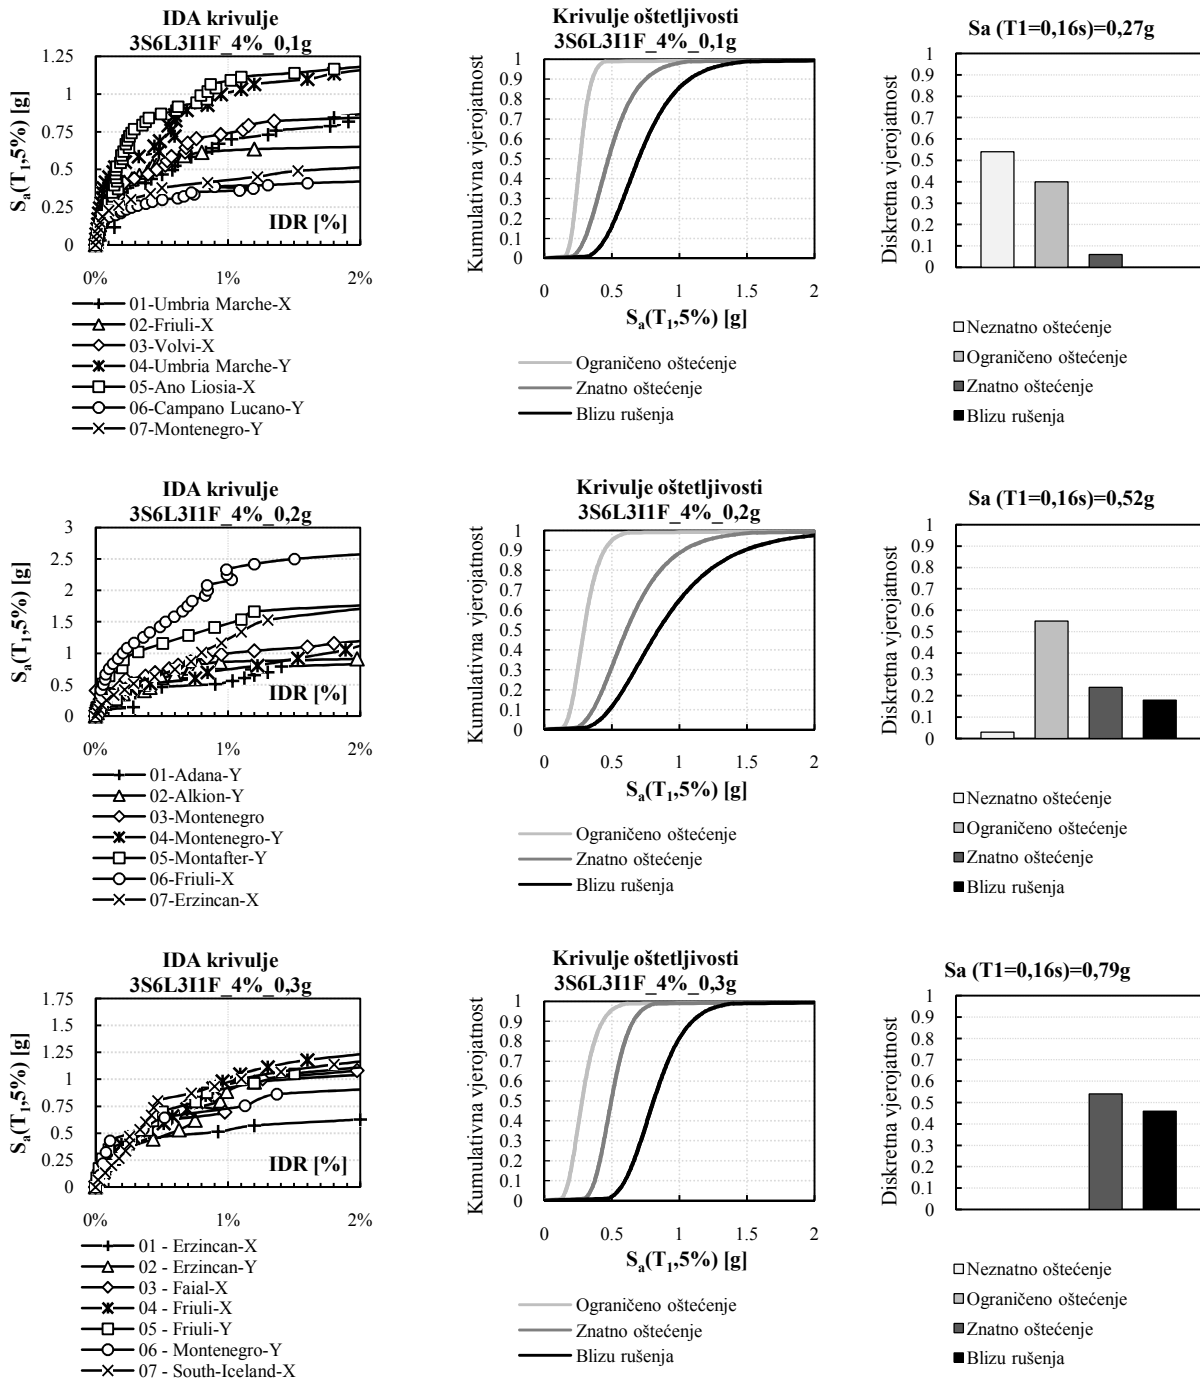 IDA krivulje
3S6L3I1F_4%_0,1g
1.25
1
0.75
0.5
0.25
0
Sa(T1,5%) [g]
IDR [%]
0%
1%
2%
01-Umbria Marche-X
02-Friuli-X
03-Volvi-X
04-Umbria Marche-Y
05-Ano Liosia-X
06-Campano Lucano-Y
07-Montenegro-Y
Krivulje oštetljivosti
3S6L3I1F_4%_0,1g
Kumulativna vjerojatnost
1
0.9
0.8
0.7
0.6
0.5
0.4
0.3
0.2
0.1
0
0
0.5
1
1.5
2
Sa(T1,5%) [g]
Ograničeno oštećenje
Znatno oštećenje
Blizu rušenja
Sa (T1=0,16s)=0,27g
Diskretna vjerojatnost
1
0.9
0.8
0.7
0.6
0.5
0.4
0.3
0.2
0.1
0
Neznatno oštećenje
Ograničeno oštećenje
Znatno oštećenje
Blizu rušenja
IDA krivulje
3S6L3I1F_4%_0,2g
3
2.5
2
1.5
1
0.5
0
Sa(T1,5%) [g]
IDR [%]
0%
1%
2%
01-Adana-Y
02-Alkion-Y
03-Montenegro
04-Montenegro-Y
05-Montafter-Y
06-Friuli-X
07-Erzincan-X
Krivulje oštetljivosti
3S6L3I1F_4%_0,2g
Kumulativna vjerojatnost
1
0.9
0.8
0.7
0.6
0.5
0.4
0.3
0.2
0.1
0
0
0.5
1
1.5
2
Sa(T1,5%) [g]
Ograničeno oštećenje
Znatno oštećenje
Blizu rušenja
Sa (T1=0,16s)=0,52g
Diskretna vjerojatnost
1
0.9
0.8
0.7
0.6
0.5
0.4
0.3
0.2
0.1
0
Neznatno oštećenje
Ograničeno oštećenje
Znatno oštećenje
Blizu rušenja
IDA krivulje
3S6L3I1F_4%_0,3g
1.75
1.5
1.25
1
0.75
0.5
0.25
0
Sa(T1,5%) [g]
IDR [%]
0%
1%
2%
01 - Erzincan-X
02 - Erzincan-Y
03 - Faial-X
04 - Friuli-X
05 - Friuli-Y
06 - Montenegro-Y
07 - South-Iceland-X
Krivulje oštetljivosti
3S6L3I1F_4%_0,3g
Kumulativna vjerojatnost
1
0.9
0.8
0.7
0.6
0.5
0.4
0.3
0.2
0.1
0
0
0.5
1
1.5
2
Sa(T1,5%) [g]
Ograničeno oštećenje
Znatno oštećenje
Blizu rušenja
Sa (T1=0,16s)=0,79g
Diskretna vjerojatnost
1
0.9
0.8
0.7
0.6
0.5
0.4
0.3
0.2
0.1
0
Neznatno oštećenje
Ograničeno oštećenje
Znatno oštećenje
Blizu rušenja